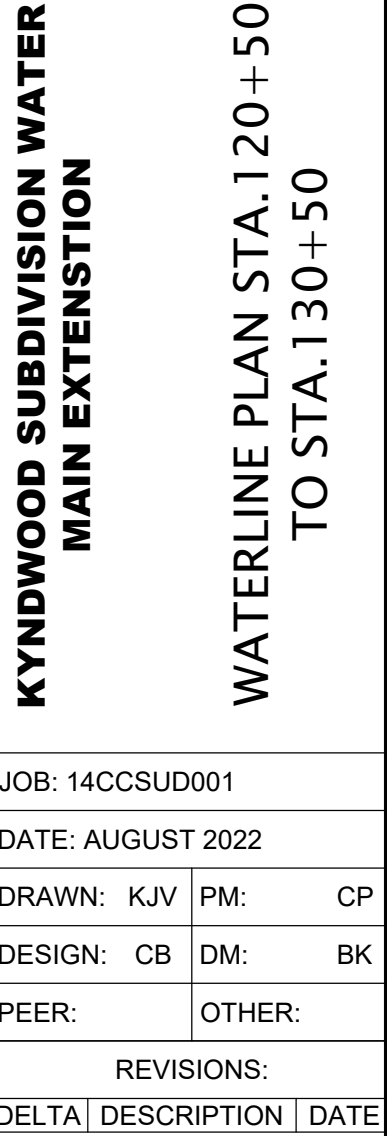 KYNDWOOD SUBDIVISION WATER
MAIN EXTENSTION
WATERLINE PLAN STA.120+50
TO STA.130+50
JOB: 14CCSUD001
DATE: AUGUST 2022
DRAWN: KJV PM: CP
DESIGN: CB DM: BK
PEER: OTHER:
REVISIONS:
DELTA DESCRIPTION DATE